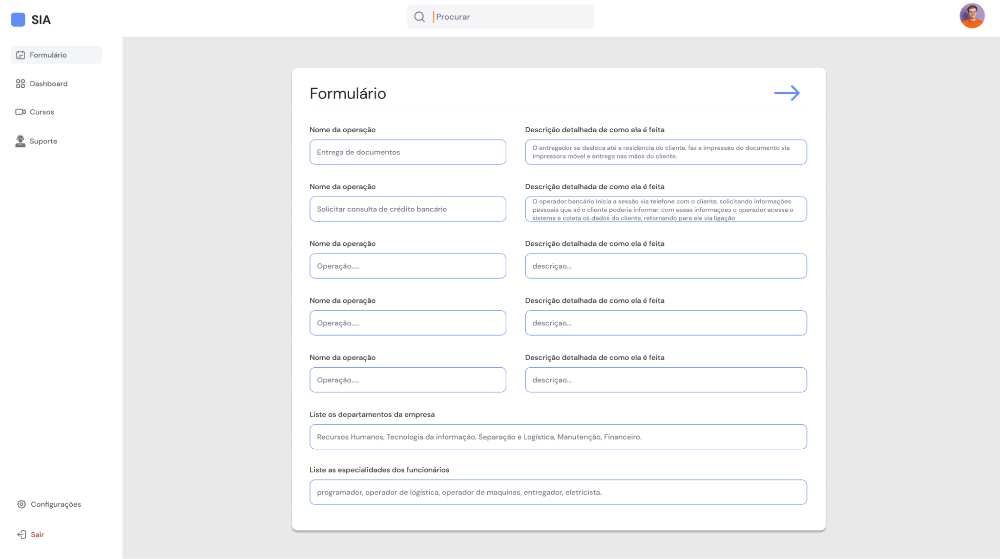 SIA
Procurar
Formulário
Dashboard
Cursos
Suporte
Configurações
Sair
Formulário
Nome da operação
Entrega de documentos
Descrição detalhada de como ela é feita
O entregador se desloca até a residência do cliente, faz a impressão do documento via
impressora móvel e entrega nas mãos do cliente.
Nome da operação
Solicitar consulta de crédito bancário
Descrição detalhada de como ela é feita
O operador bancário inicia a sessão via telefone com o cliente, solicitando informações
pessoais que só o cliente poderia informar, com essas informações o operador acessa o
sistema e coleta os dados do cliente, retornando para ele via ligação
Nome da operação
Operação.....
Descrição detalhada de como ela é feita
descriçao...
Nome da operação
Operação.....
Descrição detalhada de como ela é feita
descriçao...
Nome da operação
Operação.....
Descrição detalhada de como ela é feita
descriçao...
Liste os departamentos da empresa
Recursos Humanos, Tecnologia da informação, Separação e Logística, Manutenção, Financeiro.
Liste as especialidades dos funcionários
programador, operador de logística, operador de maquinas, entregador, eletricista.